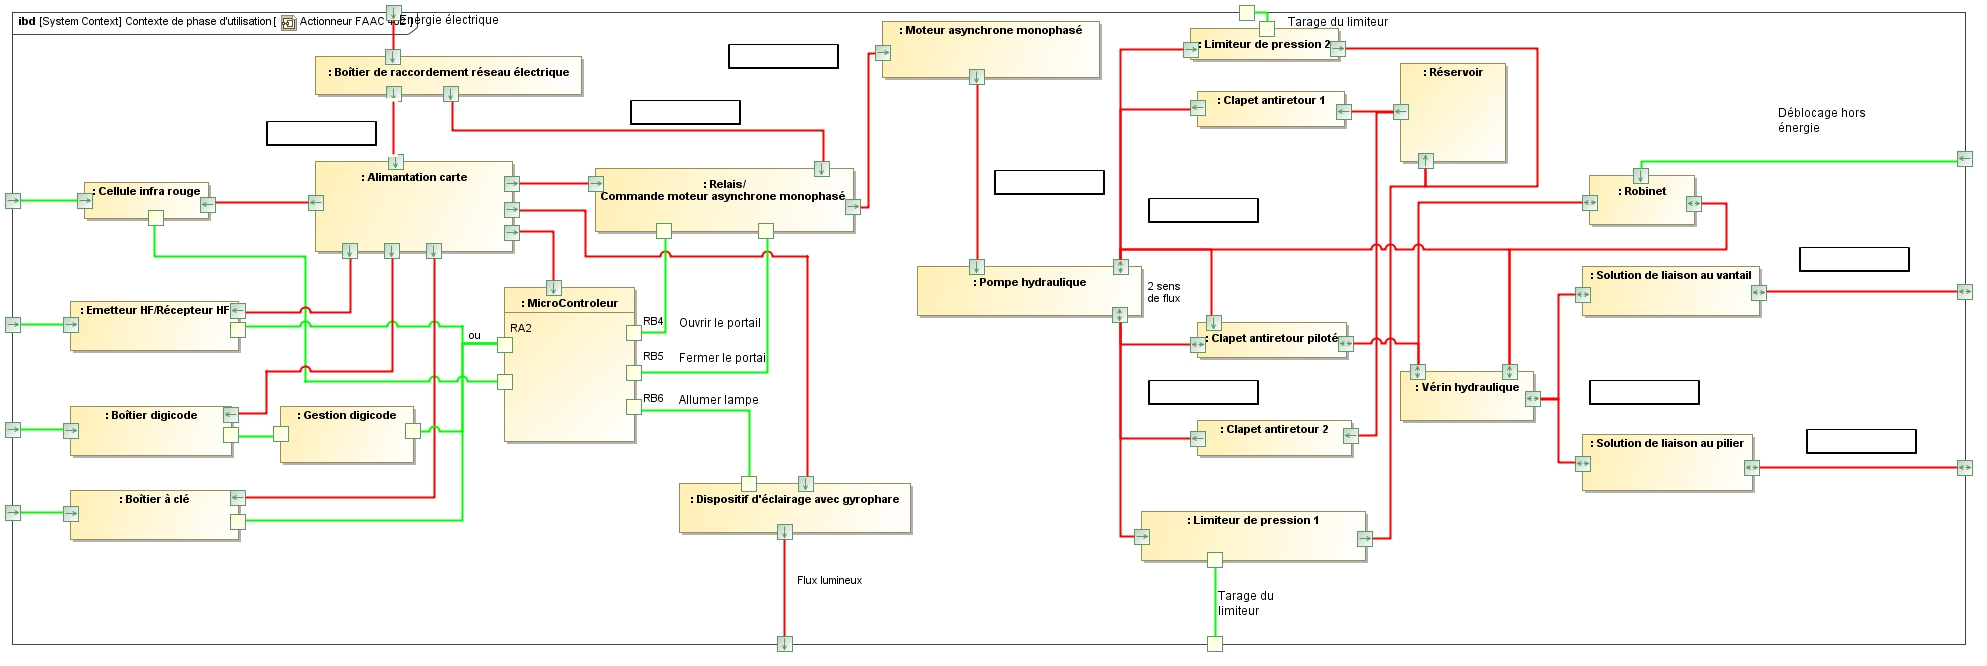 ibd [System Context] Contexte de phase d'utilisation[ Actionneur FAAC 402 ]
Énergie électrique
: Boîtier de raccordement réseau électrique
: Moteur asynchrone monophasé
Tarage du limiteur
: Limiteur de pression 2
: Réservoir
: Clapet antiretour 1
Déblocage hors
énergie
: Cellule infra rouge
: Alimantation carte
: Relais/
Commande moteur asynchrone monophasé
: Robinet
: Pompe hydraulique
2 sens
de flux
: Solution de liaison au vantail
: Emetteur HF/Récepteur HF
: MicroControleur
RA2
ou
RB4
Ouvrir le portail
RB5
Fermer le portai
RB6
Allumer lampe
: Clapet antiretour piloté
: Vérin hydraulique
: Boîtier digicode
: Gestion digicode
: Clapet antiretour 2
: Solution de liaison au pilier
: Boîtier à clé
: Dispositif d'éclairage avec gyrophare
: Limiteur de pression 1
Flux lumineux
Tarage du
limiteur